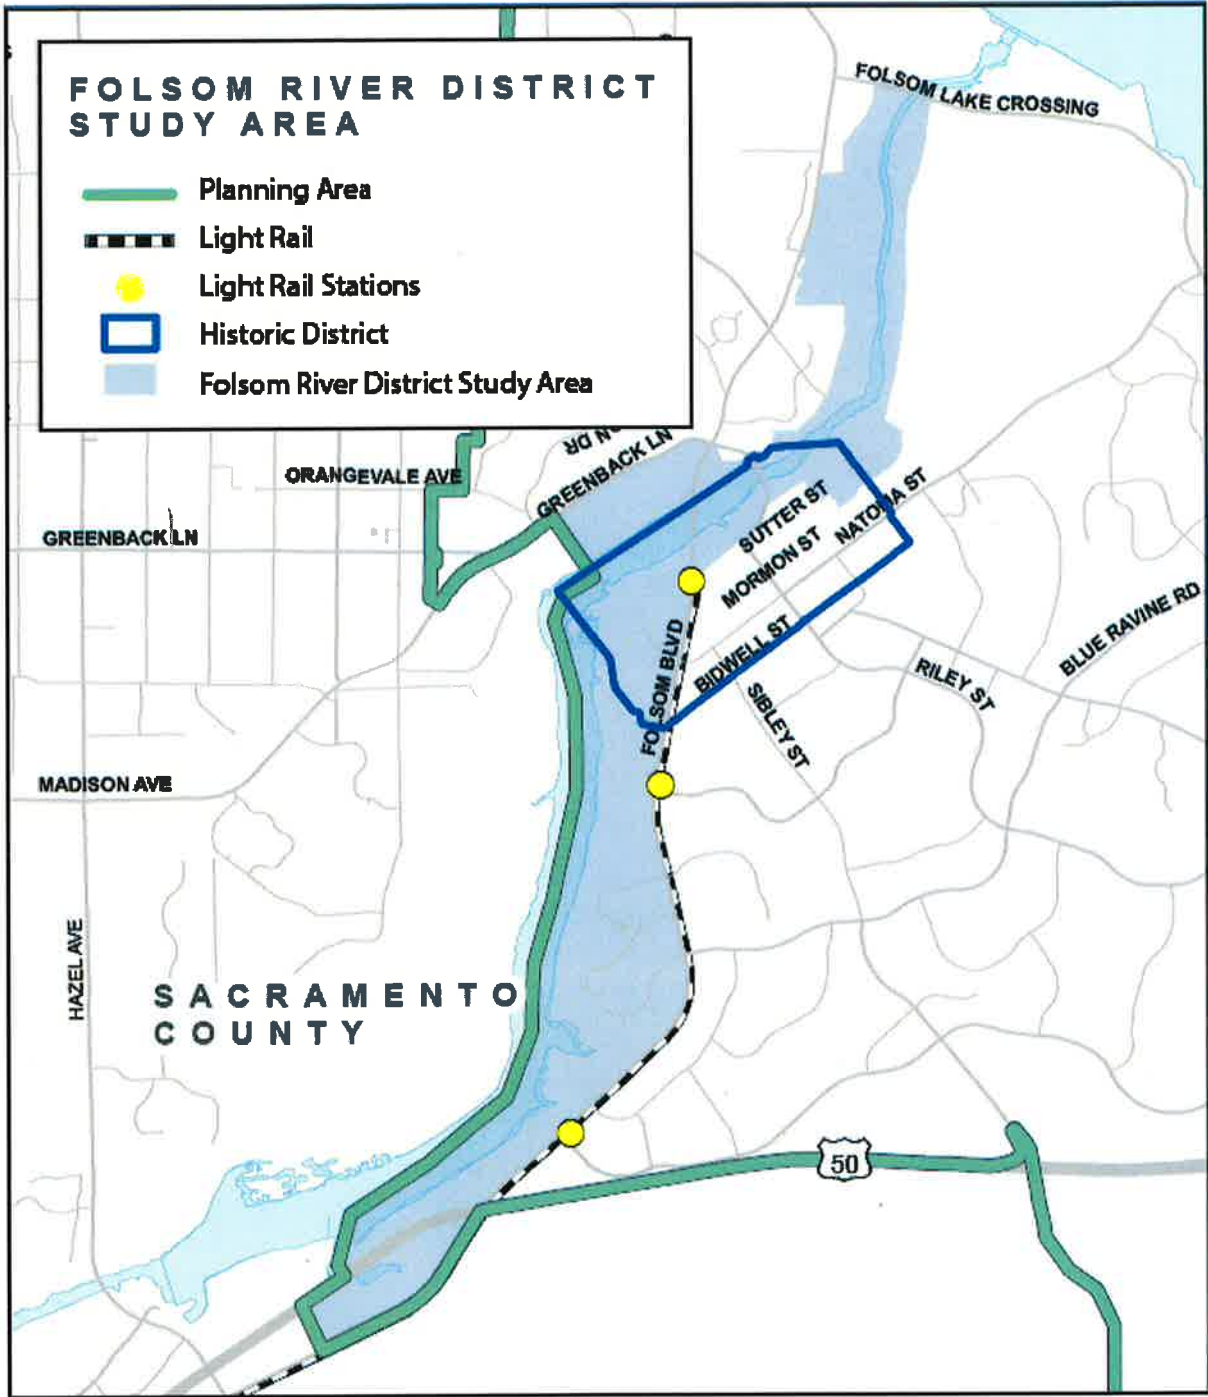 FOLSOM RIVER DISTRICT
STUDY AREA
Planning Area
Light Rail
Light Rail Stations
Historic District
Folsom River District Study Area
FOLSOM LAKE CROSSING
DR
GREENBACK LN
ORANGEVALE AVE
GREENBACK LN
SUTTER ST
MORMON ST
NATOMA ST
BIDWELL ST
FOLSOM BLVD
SIBLEY ST
RILEY ST
BLUE RAVINE RD
MADISON AVE
HAZEL AVE
SACRAMENTO
COUNTY
50